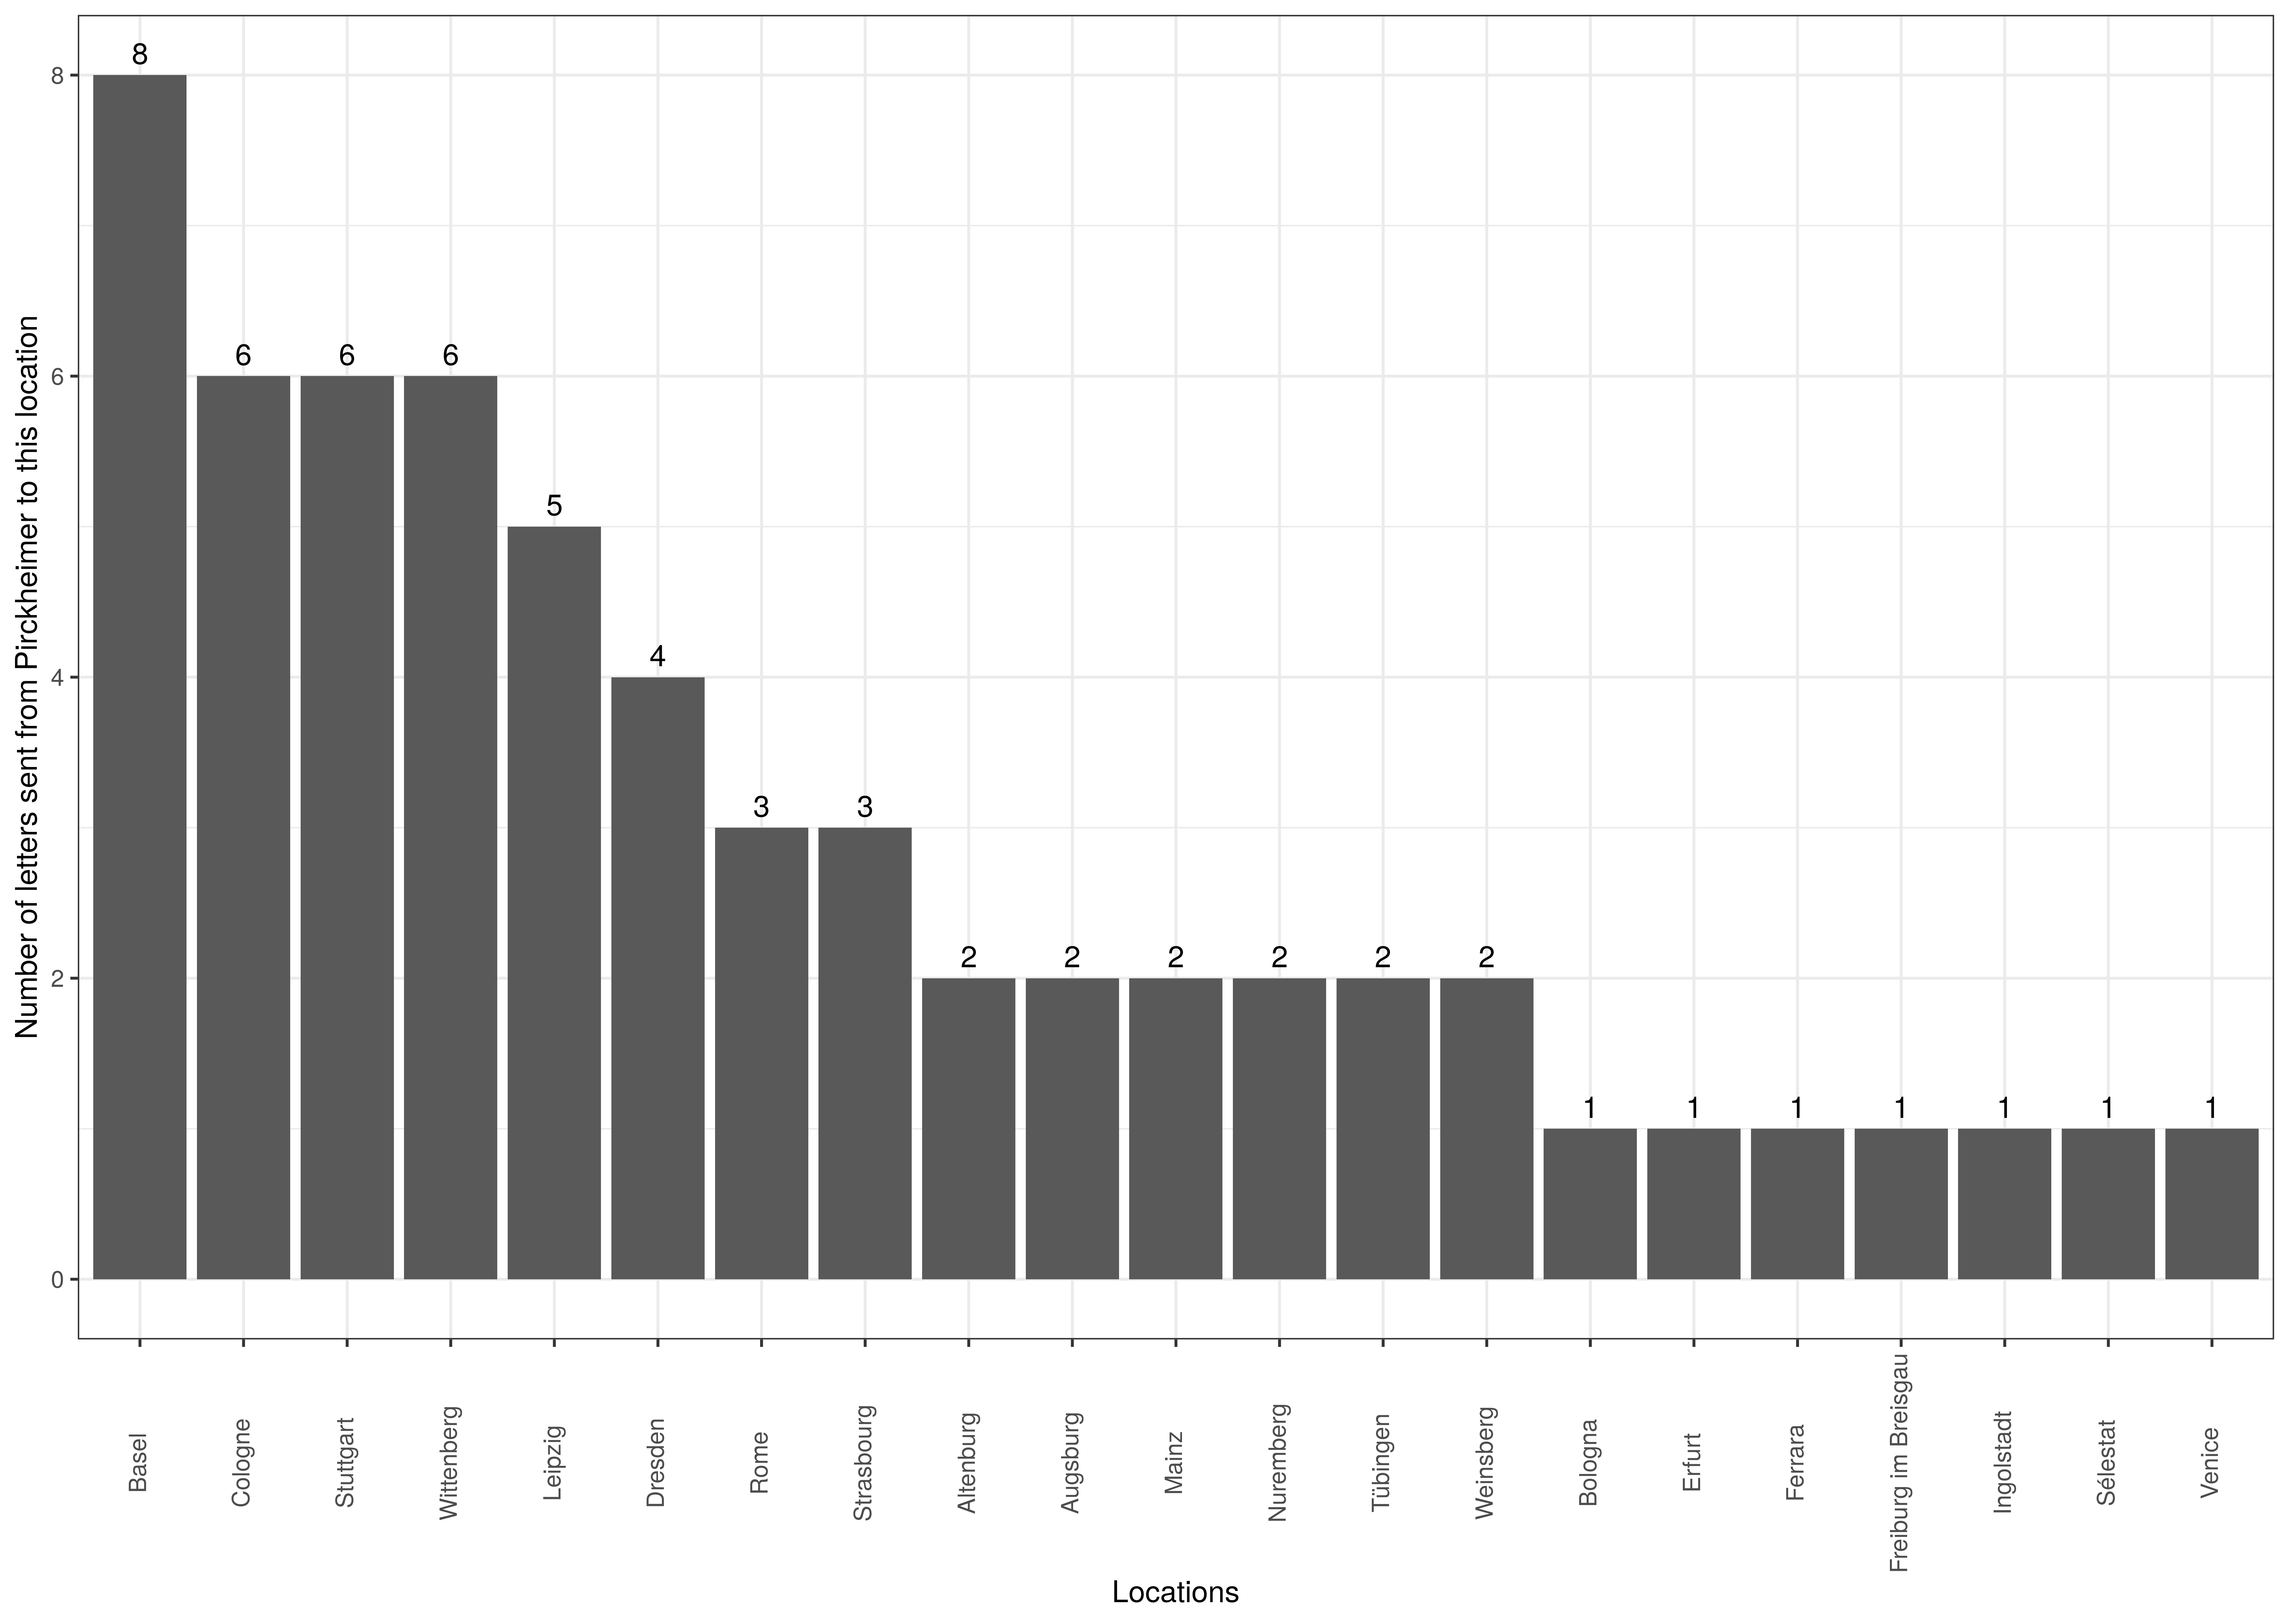 Number of letters sent from Pirckheimer to this location
8
6
4
2
0
8
6
6
6
5
4
3
3
2
2
2
2
2
2
1
1
1
1
1
1
1
Basel
Cologne
Stuttgart
Wittenberg
Leipzig
Dresden
Rome
Strasbourg
Altenburg
Augsburg
Mainz
Nuremberg
Tübingen
Weinsberg
Bologna
Erfurt
Ferrara
Freiburg im Breisgau
Ingolstadt
Sélestat
Venice
Locations